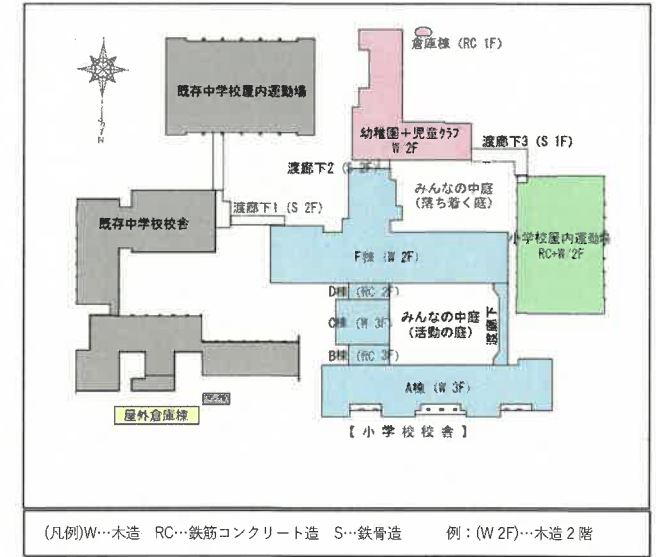 倉庫棟 (RC 1F)
既存中学校屋内運動場
幼稚園＋児童クラブ
W 2F
渡廊下3 (S 1F)
渡廊下2 (S 2F)
みんなの中庭
(落ち着く庭)
既存中学校校舎
渡廊下1 (S 2F)
小学校屋内運動場
RC+W 2F
F棟 (W 2F)
D棟 (RC 2F)
C棟 (W 3F)
みんなの中庭
(活動の庭)
渡廊下
B棟 (RC 3F)
A棟 (W 3F)
屋外倉庫棟
【小学校校舎】
(凡例)W…木造 RC…鉄筋コンクリート造 S…鉄骨造 例：(W 2F)…木造２階